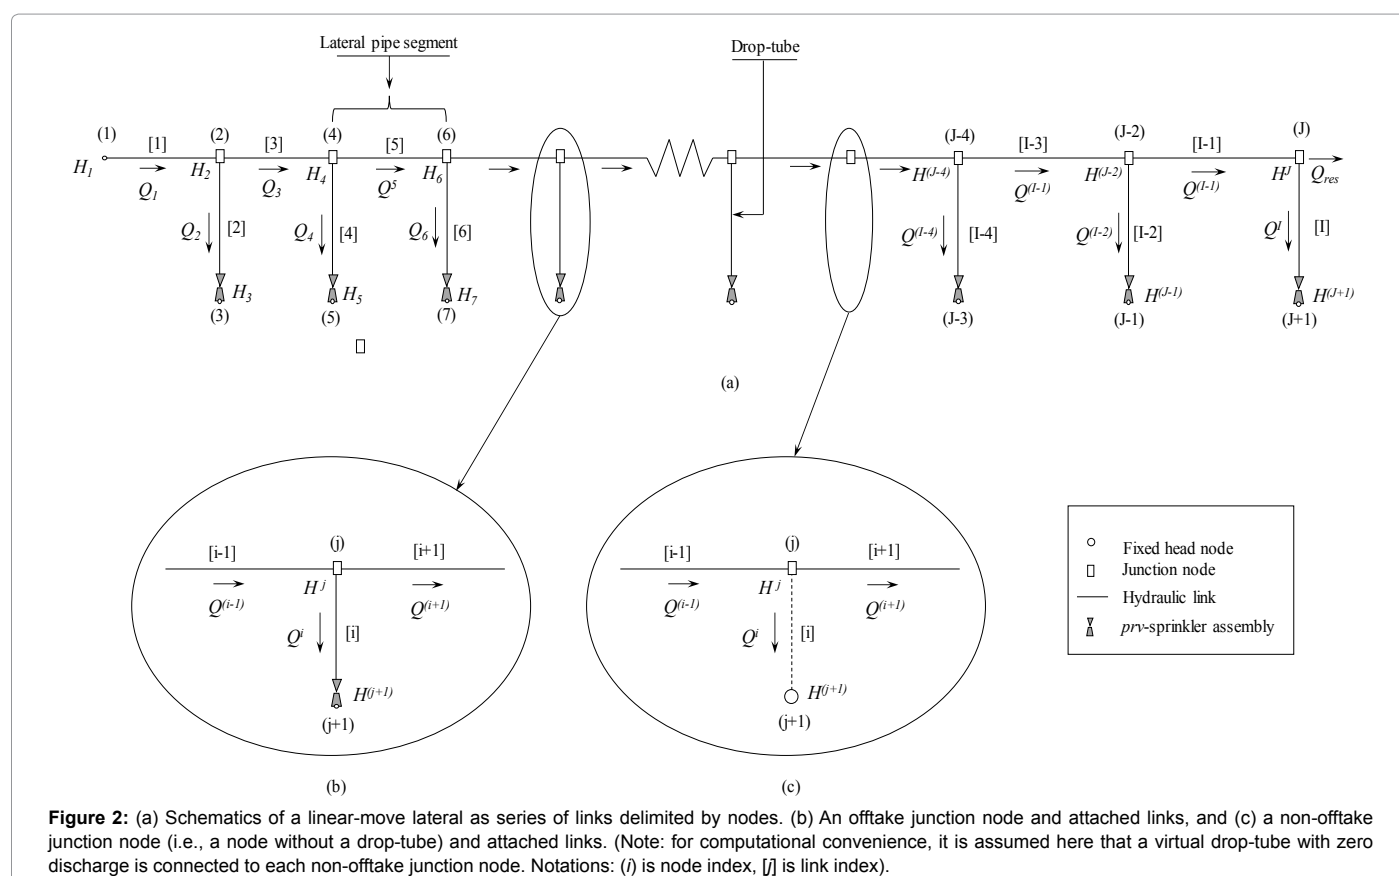 Lateral pipe segment
Drop-tube
(1) [1] (2) [3] (4) [5] (6) (J-4) [I-3] (J-2) [I-1] (J)
H1 Q1 H2 Q3 H4 Q^5 H6 H^(J-4) Q^(I-1) H^(J-2) Q^(I-1) H^J Qres
Q2 [2] Q4 [4] Q6 [6] Q^(I-4) [I-4] Q^(I-2) [I-2] Q^I [I]
H3 H5 H7 H^(J-1) H^(J+1)
(3) (5) (7) (J-3) (J-1) (J+1)
(a)
[i-1] (j) [i+1]
Q^(i-1) H^j Q^(i+1)
Q^i [i]
H^(j+1)
(j+1)
(b)
[i-1] (j) [i+1]
Q^(i-1) H^j Q^(i+1)
Q^i [i]
H^(j+1)
(j+1)
(c)
Fixed head node
Junction node
Hydraulic link
prv-sprinkler assembly
Figure 2: (a) Schematics of a linear-move lateral as series of links delimited by nodes. (b) An offtake junction node and attached links, and (c) a non-offtake
junction node (i.e., a node without a drop-tube) and attached links. (Note: for computational convenience, it is assumed here that a virtual drop-tube with zero
discharge is connected to each non-offtake junction node. Notations: (i) is node index, [j] is link index).